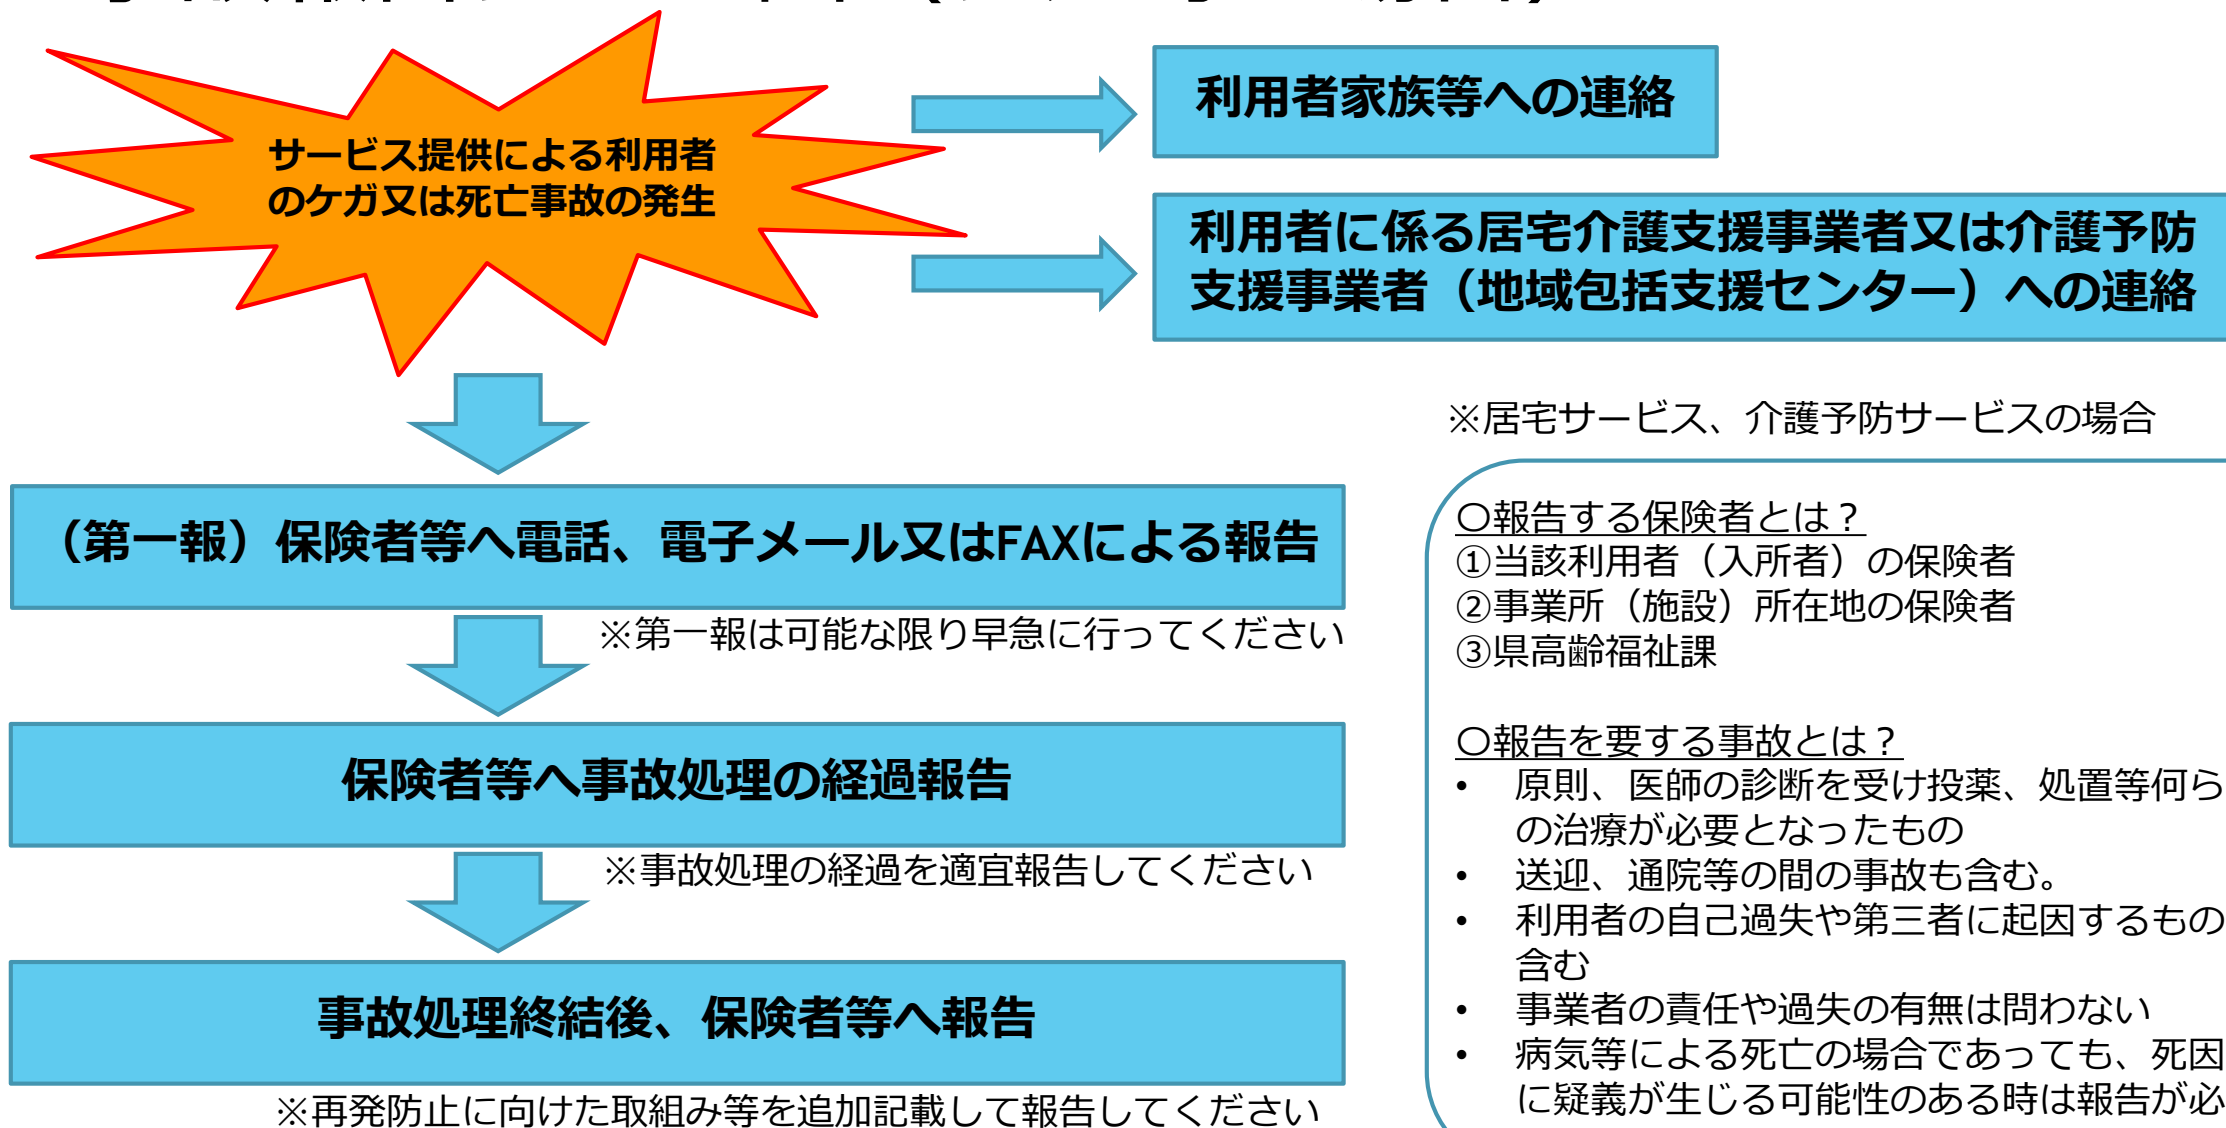 サービス提供による利用者
のケガ又は死亡事故の発生
利用者家族等への連絡
利用者に係る居宅介護支援事業者又は介護予防
支援事業者（地域包括支援センター）への連絡
※居宅サービス、介護予防サービスの場合
（第一報）保険者等へ電話、電子メール又はFAXによる報告
※第一報は可能な限り早急に行ってください
保険者等へ事故処理の経過報告
※事故処理の経過を適宜報告してください
事故処理終結後、保険者等へ報告
※再発防止に向けた取組み等を追加記載して報告してください
〇報告する保険者とは？
①当該利用者（入所者）の保険者
②事業所（施設）所在地の保険者
③県高齢福祉課
〇報告を要する事故とは？
• 原則、医師の診断を受け投薬、処置等何ら
の治療が必要となったもの
• 送迎、通院等の間の事故も含む。
• 利用者の自己過失や第三者に起因するもの
含む
• 事業者の責任や過失の有無は問わない
• 病気等による死亡の場合であっても、死因
に疑義が生じる可能性のある時は報告が必